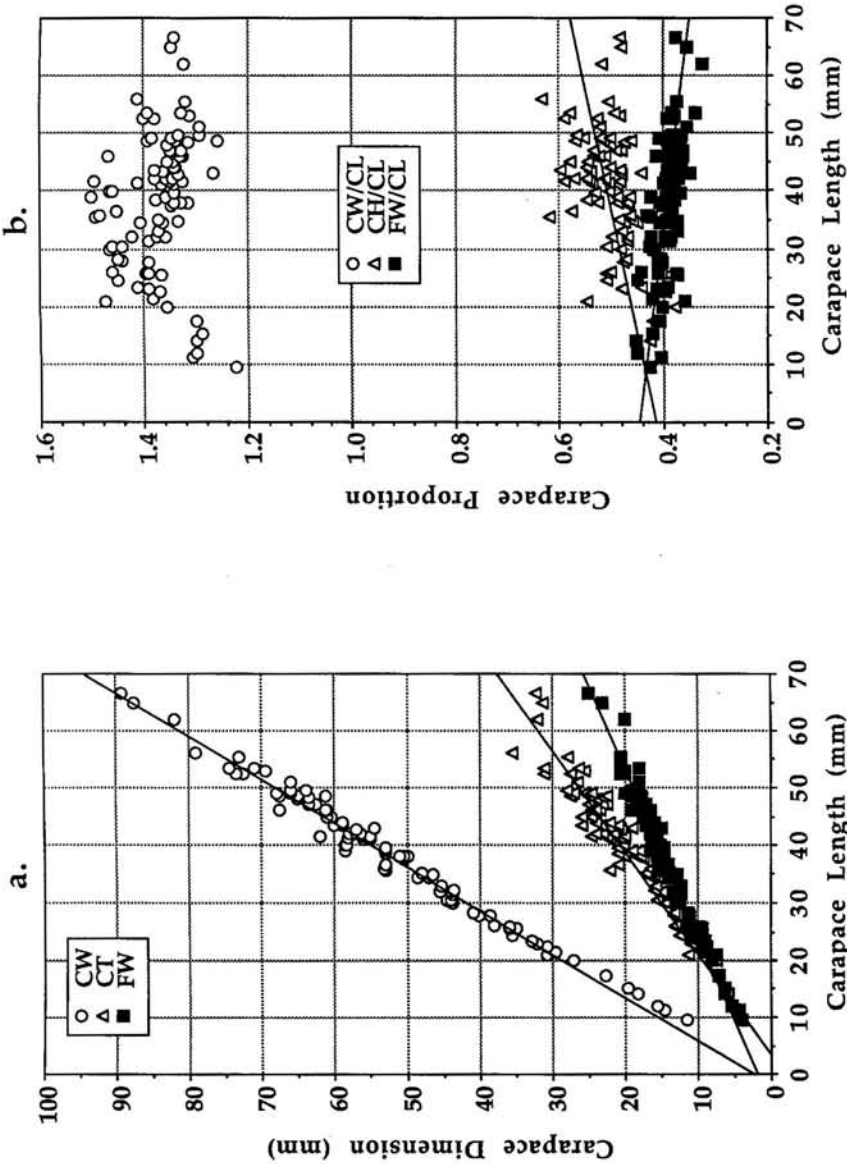 a.
Carapace Dimension (mm)
100
90
80
70
60
50
40
30
20
10
CW
CT
FW
0 10 20 30 40 50 60 70
Carapace Length (mm)
b.
Carapace Proportion
1.6
1.4
1.2
1.0
0.8
0.6
0.4
0.2
CW/CL
CH/CL
FW/CL
0 10 20 30 40 50 60 70
Carapace Length (mm)